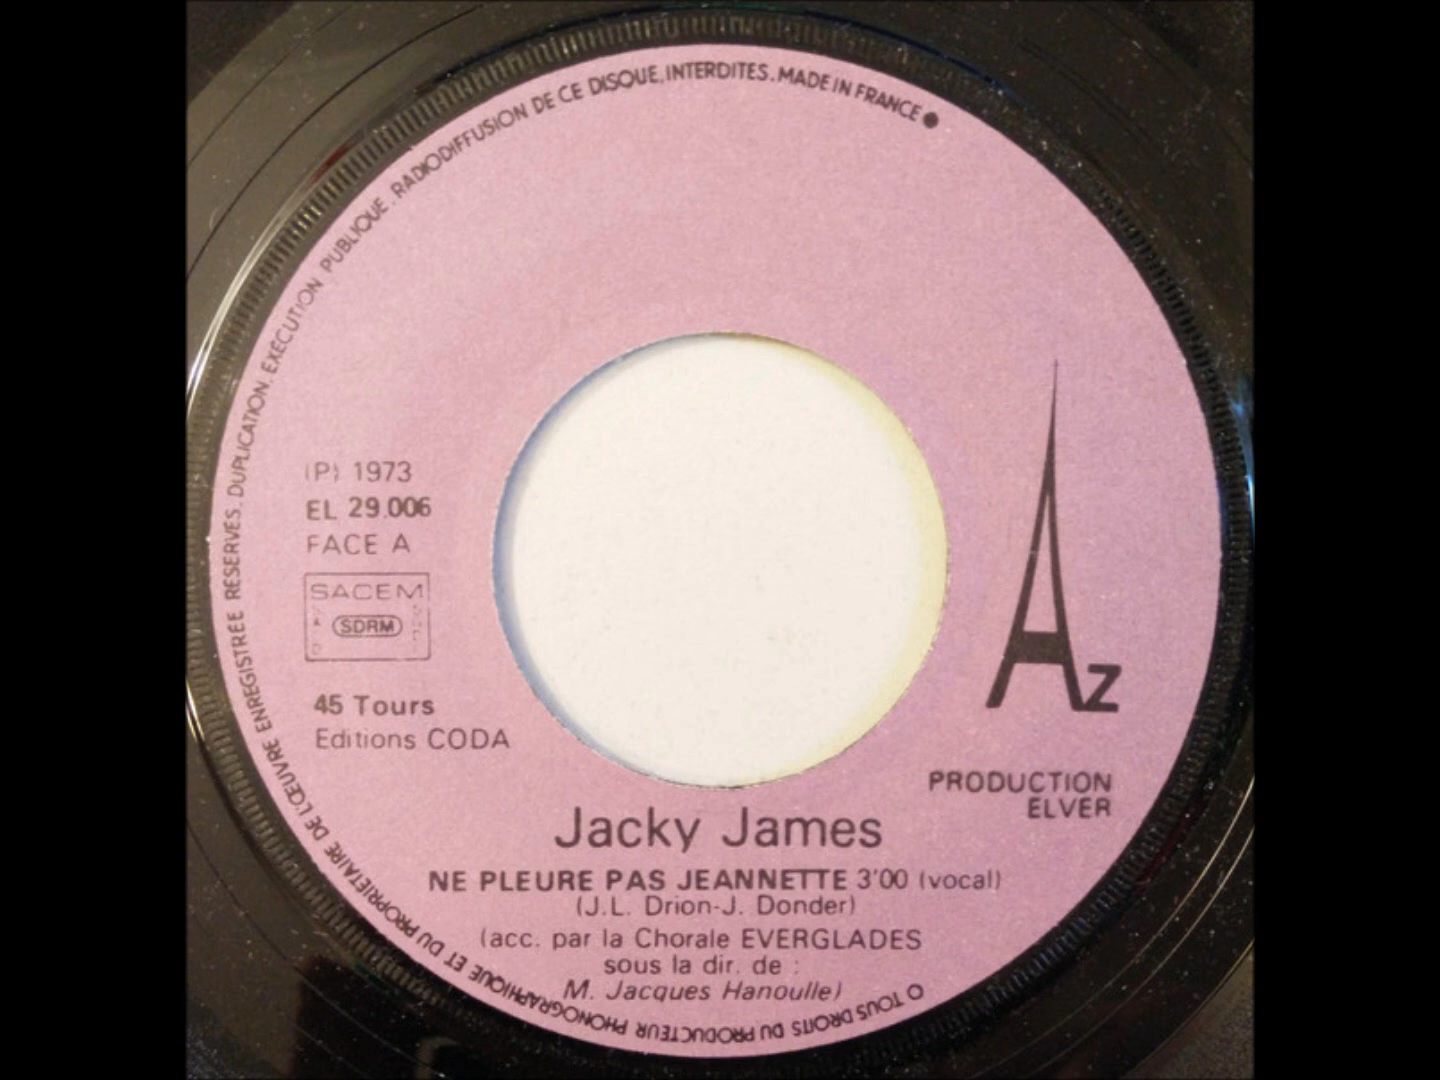 O TOUS DROITS DU PRODUCTEUR PHONOGRAPHIQUE ET DU PROPRIETAIRE DE L'ŒUVRE ENREGISTREE RESERVES. DUPLICATION. EXECUTION PUBLIQUE. RADIODIFFUSION DE CE DISQUE, INTERDITES. MADE IN FRANCE
(P) 1973
EL 29.006
FACE A
SACEM
SDRM
45 Tours
Editions CODA
Az
PRODUCTION
ELVER
Jacky James
NE PLEURE PAS JEANNETTE 3'00 (vocal)
(J.L. Drion-J. Donder)
(acc. par la Chorale EVERGLADES
sous la dir. de :
M. Jacques Hanoulle)